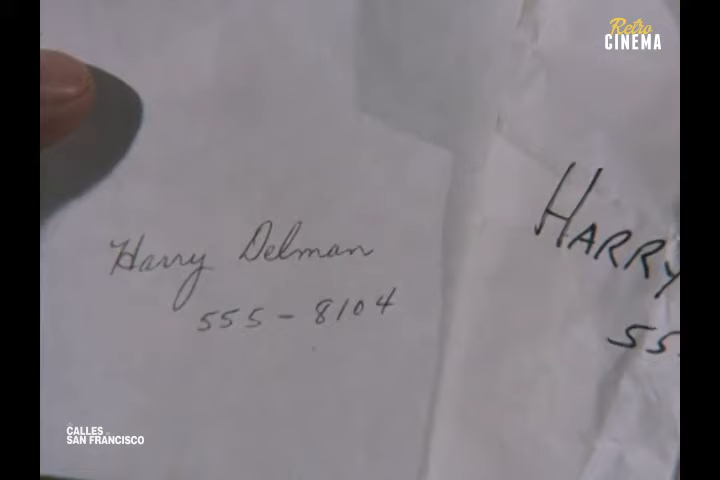 Retro
CINEMA
Harry Delman
555-8104
HARRY
55
CALLES
SAN FRANCISCO